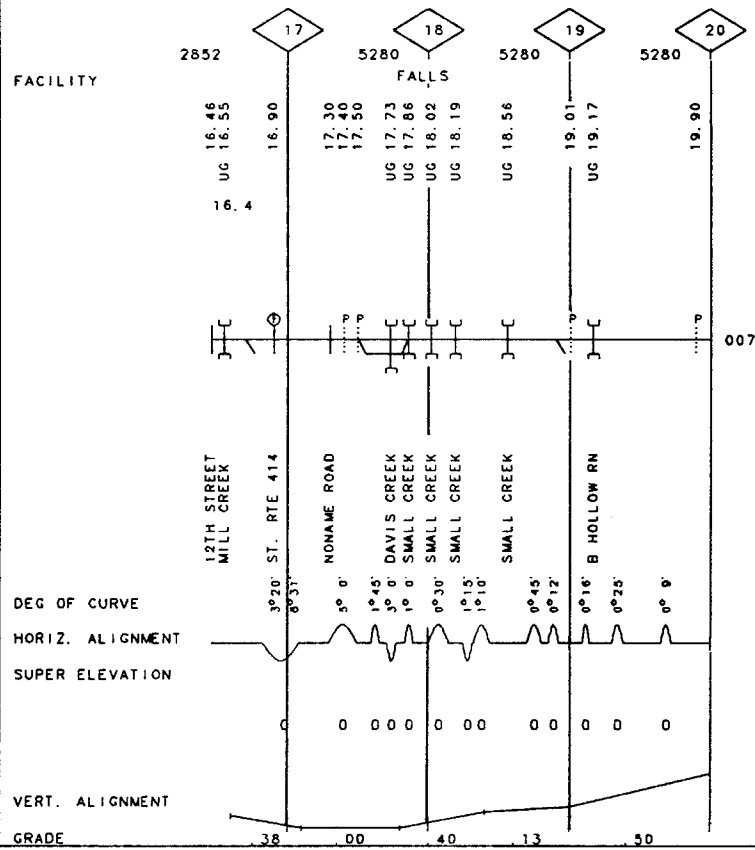 17 18 19 20
2852 5280 5280 5280
FACILITY
FALLS
16.46
UG 16.55
16.90
17.30
17.40
17.50
UG 17.73
UG 17.86
UG 18.02
UG 18.19
UG 18.56
19.01
UG 19.17
19.90
16.4
P P P P
007
12TH STREET
MILL CREEK
ST. RTE 414
NONAME ROAD
DAVIS CREEK
SMALL CREEK
SMALL CREEK
SMALL CREEK
SMALL CREEK
B HOLLOW RN
DEG OF CURVE
3°20'
8°37'
5° 0'
1°45'
3° 0'
1° 0'
0°30'
1°15'
1°10'
0°45'
0°12'
0°16'
0°25'
0° 9'
HORIZ. ALIGNMENT
SUPER ELEVATION
0 0 0 0 0 0 0 0 0 0 0 0 0
VERT. ALIGNMENT
GRADE .38 .00 .40 .13 .50